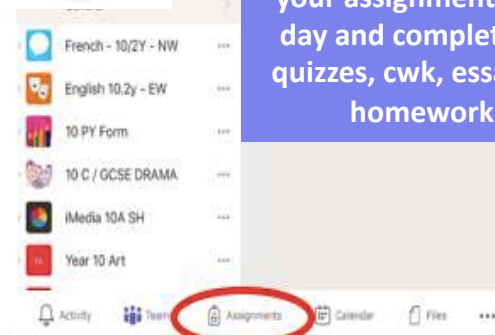 your assignment
day and complet
quizzes, cwk, essa
homework
French - 10/2Y - NW
English 10.2y - EW
10 PY Form
10 C / GCSE DRAMA
iMedia 10A SH
Year 10 Art
Activity
Team
Assignments
Calendar
Files